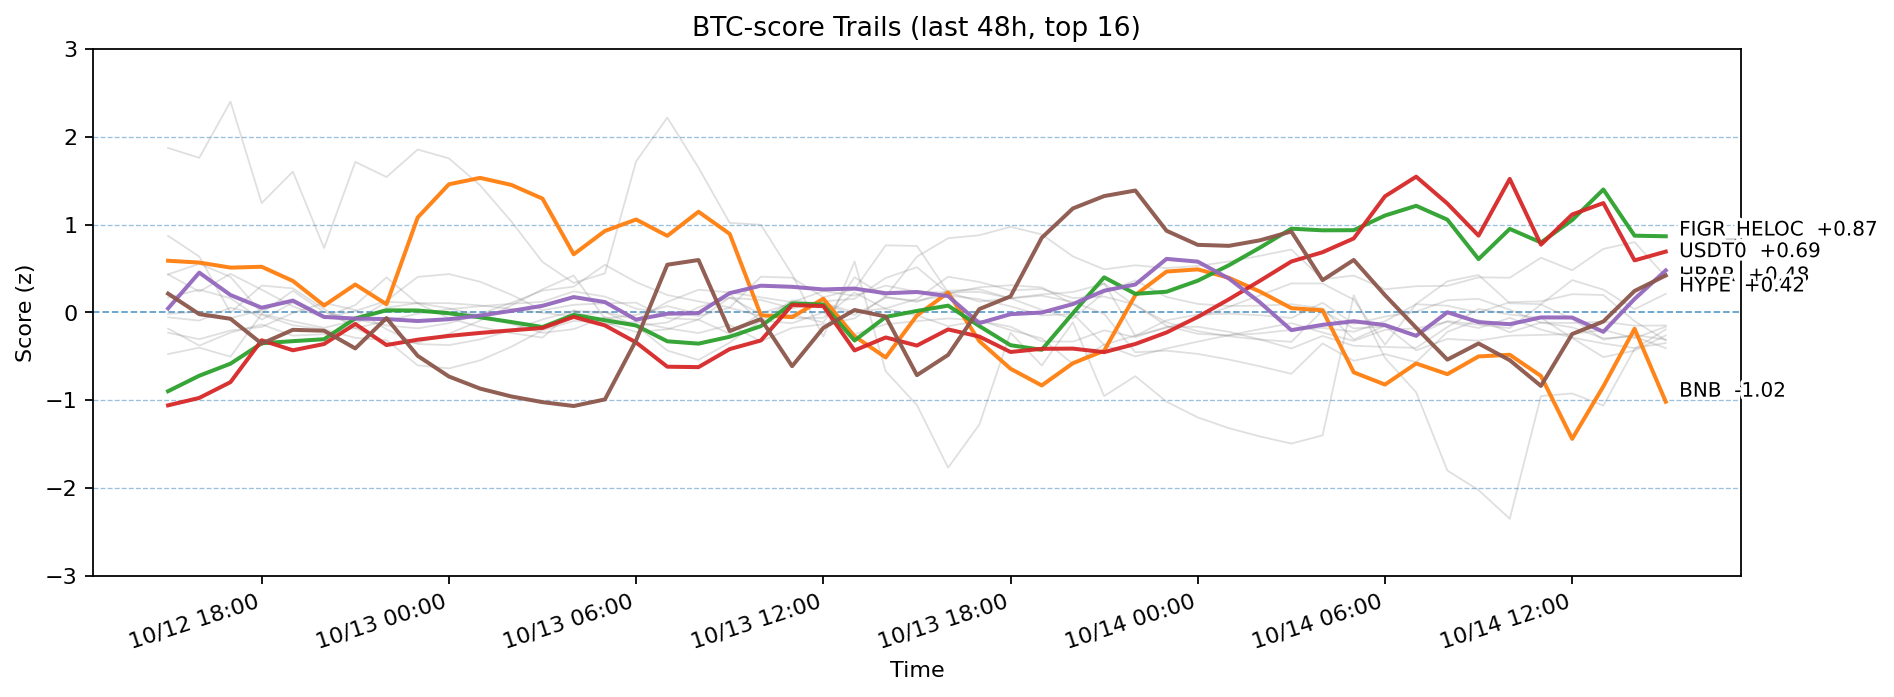 BTC-score Trails (last 48h, top 16)
3
2
1
0
−1
−2
−3
Score (z)
FIGR_HELOC +0.87
USDT0 +0.69
HBAR +0.48
HYPE +0.42
BNB -1.02
10/12 18:00
10/13 00:00
10/13 06:00
10/13 12:00
10/13 18:00
10/14 00:00
10/14 06:00
10/14 12:00
Time